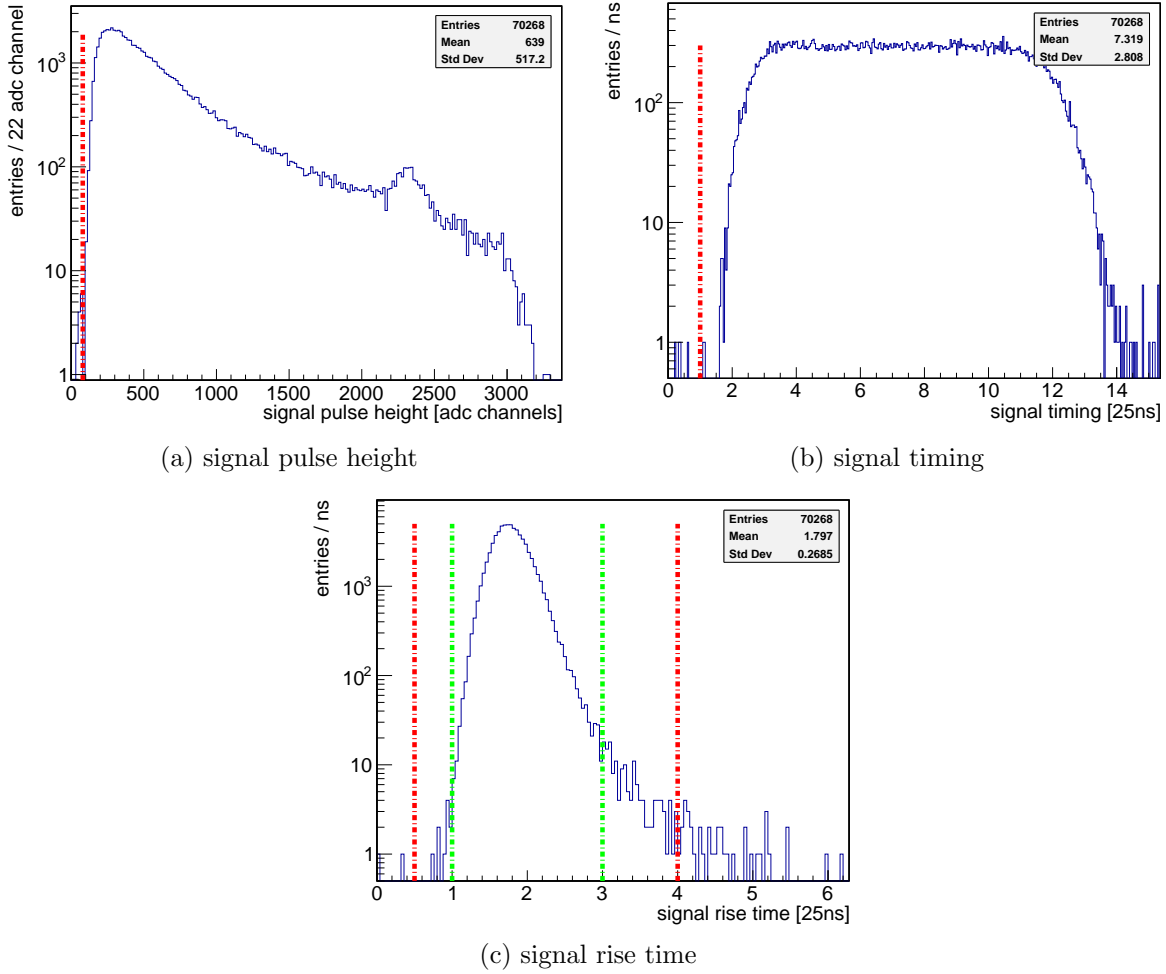 entries / 22 adc channel
Entries 70268
Mean 639
Std Dev 517.2
10³
10²
10
1
0 500 1000 1500 2000 2500 3000
signal pulse height [adc channels]
(a) signal pulse height
entries / ns
Entries 70268
Mean 7.319
Std Dev 2.808
10²
10
1
0 2 4 6 8 10 12 14
signal timing [25ns]
(b) signal timing
entries / ns
Entries 70268
Mean 1.797
Std Dev 0.2685
10³
10²
10
1
0 1 2 3 4 5 6
signal rise time [25ns]
(c) signal rise time